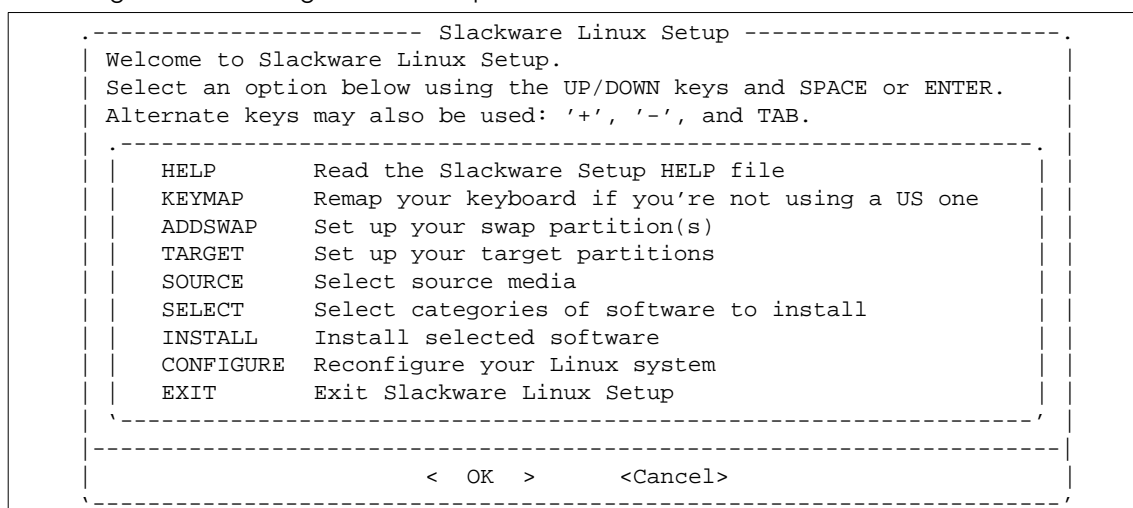 .------------------------ Slackware Linux Setup -----------------------.
| Welcome to Slackware Linux Setup. |
| Select an option below using the UP/DOWN keys and SPACE or ENTER. |
| Alternate keys may also be used: '+', '-', and TAB. |
| .-------------------------------------------------------------------. |
| | HELP Read the Slackware Setup HELP file | |
| | KEYMAP Remap your keyboard if you're not using a US one | |
| | ADDSWAP Set up your swap partition(s) | |
| | TARGET Set up your target partitions | |
| | SOURCE Select source media | |
| | SELECT Select categories of software to install | |
| | INSTALL Install selected software | |
| | CONFIGURE Reconfigure your Linux system | |
| | EXIT Exit Slackware Linux Setup | |
| '-------------------------------------------------------------------' |
|-----------------------------------------------------------------------|
| < OK > <Cancel> |
'-----------------------------------------------------------------------'